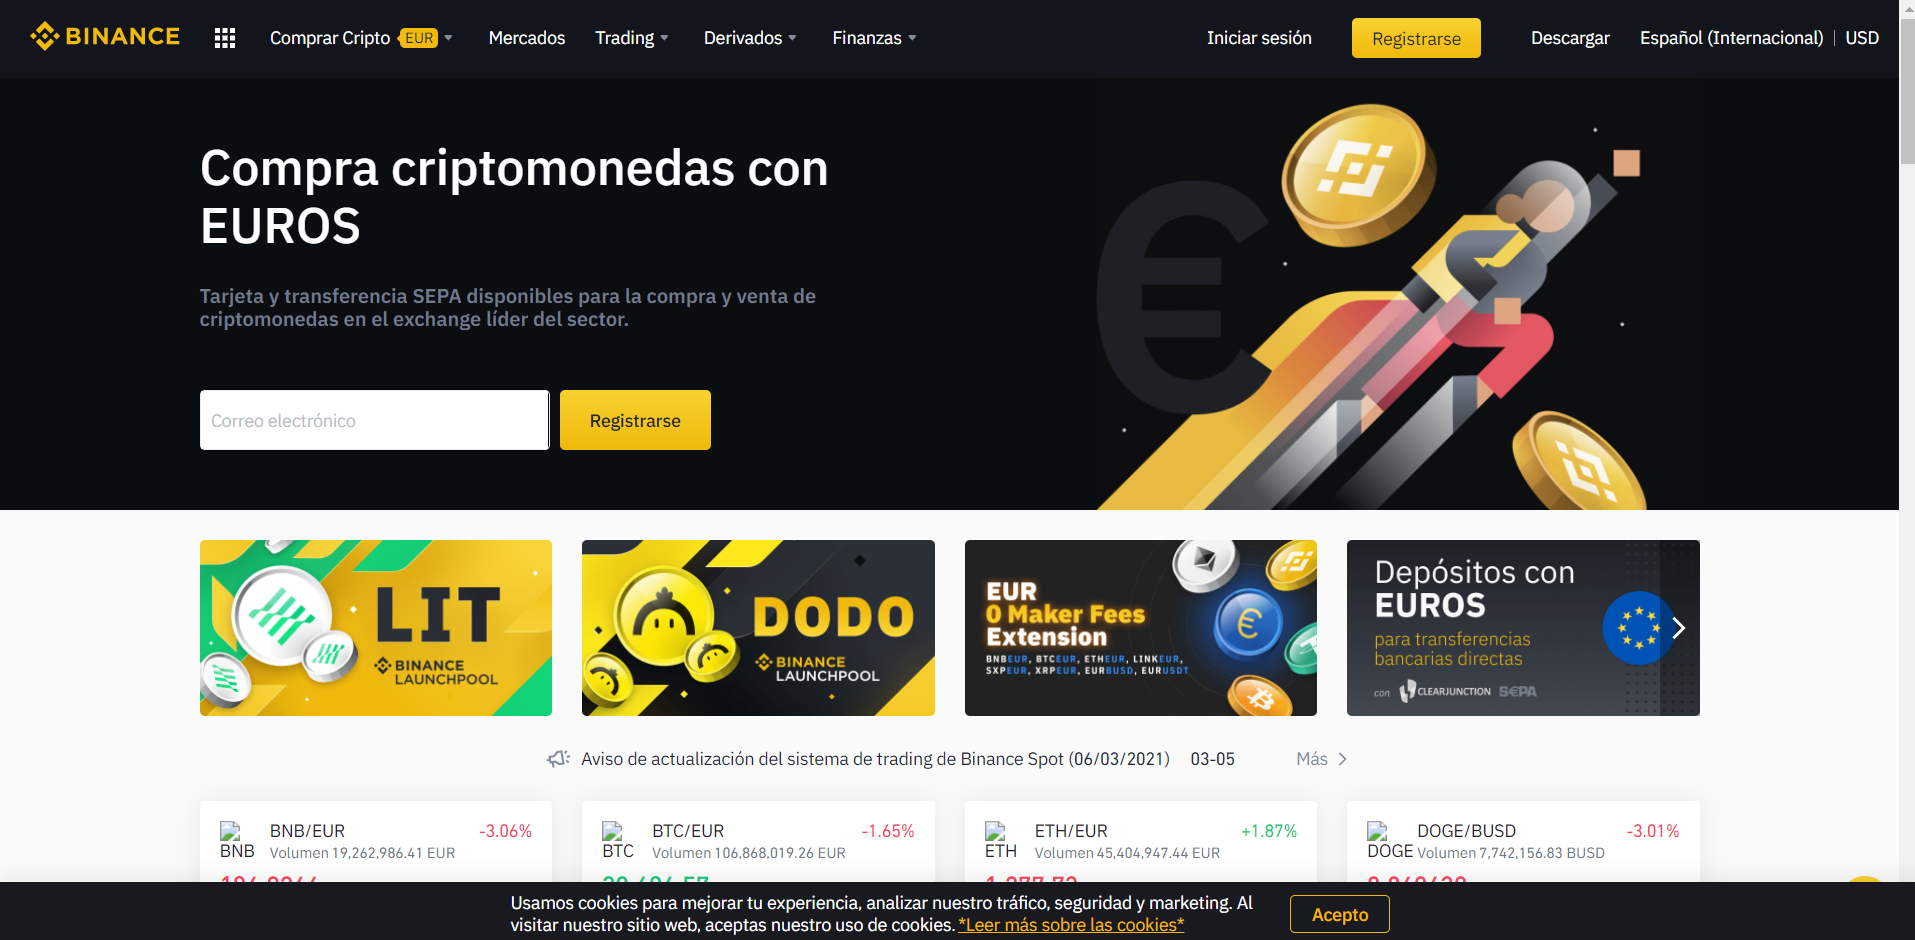 BINANCE
Comprar Cripto EUR
Mercados
Trading
Derivados
Finanzas
Iniciar sesión
Registrarse
Descargar
Español (Internacional)
USD
Compra criptomonedas con
EUROS
Tarjeta y transferencia SEPA disponibles para la compra y venta de
criptomonedas en el exchange líder del sector.
Correo electrónico
Registrarse
LIT
BINANCE
LAUNCHPOOL
DODO
BINANCE
LAUNCHPOOL
EUR
0 Maker Fees
Extension
BNBEUR, BTCEUR, ETHEUR, LINKEUR,
SXPEUR, XRPEUR, EURBUSD, EURUSDT
Depósitos con
EUROS
para transferencias
bancarias directas
con CLEARJUNCTION SEPA
Aviso de actualización del sistema de trading de Binance Spot (06/03/2021) 03-05
Más
BNB
BNB/EUR -3.06%
Volumen 19,262,986.41 EUR
BTC
BTC/EUR -1.65%
Volumen 106,868,019.26 EUR
ETH
ETH/EUR +1.87%
Volumen 45,404,947.44 EUR
DOGE
DOGE/BUSD -3.01%
Volumen 7,742,156.83 BUSD
Usamos cookies para mejorar tu experiencia, analizar nuestro tráfico, seguridad y marketing. Al
visitar nuestro sitio web, aceptas nuestro uso de cookies. *Leer más sobre las cookies*
Acepto